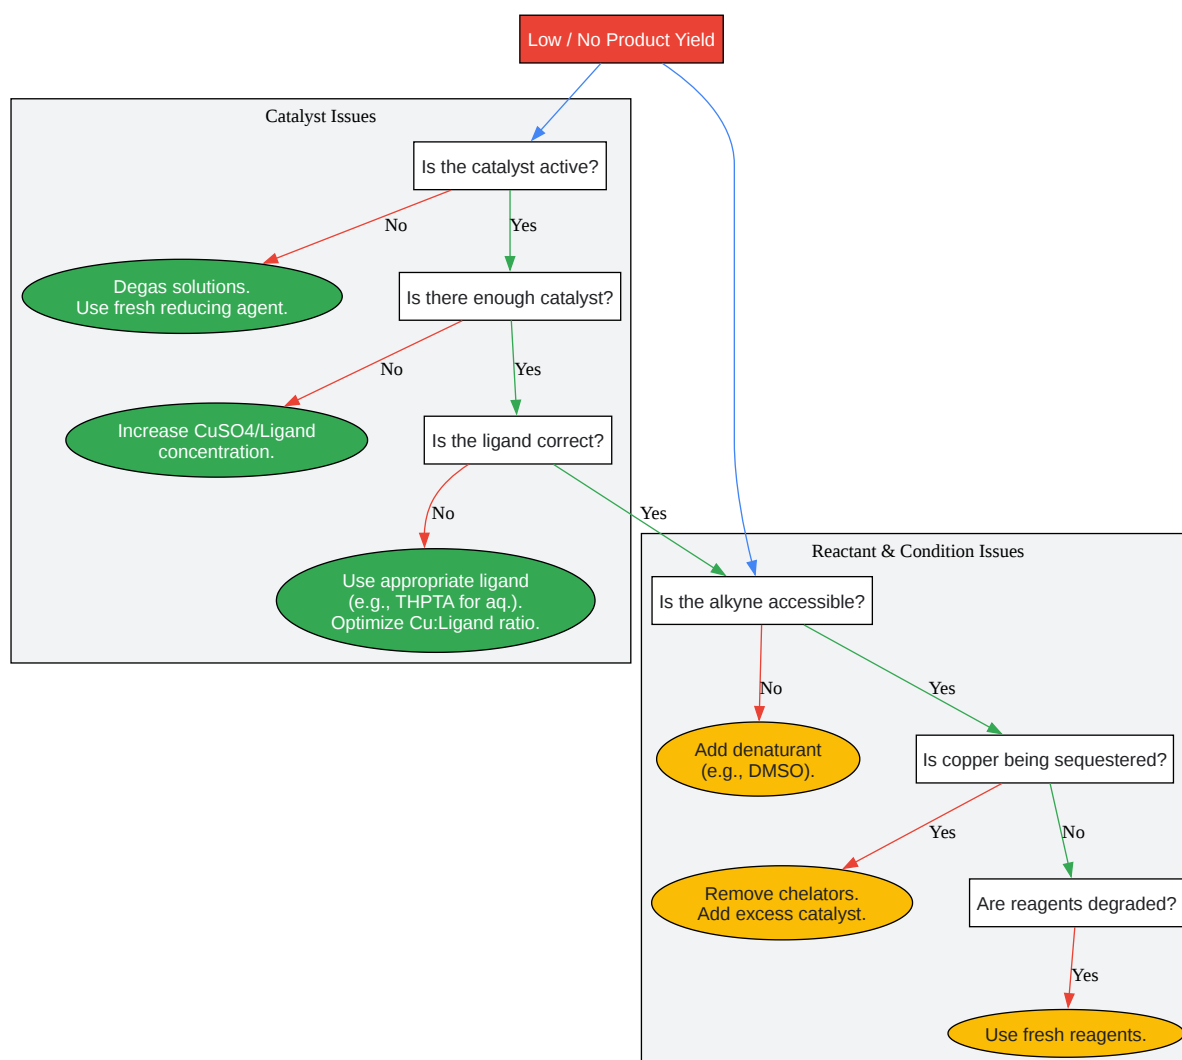 Low / No Product Yield
Catalyst Issues
Is the catalyst active?
No
Yes
Degas solutions.
Use fresh reducing agent.
Is there enough catalyst?
No
Yes
Increase CuSO4/Ligand
concentration.
Is the ligand correct?
No
Yes
Use appropriate ligand
(e.g., THPTA for aq.).
Optimize Cu:Ligand ratio.
Reactant & Condition Issues
Is the alkyne accessible?
No
Yes
Add denaturant
(e.g., DMSO).
Is copper being sequestered?
Yes
No
Remove chelators.
Add excess catalyst.
Are reagents degraded?
Yes
Use fresh reagents.